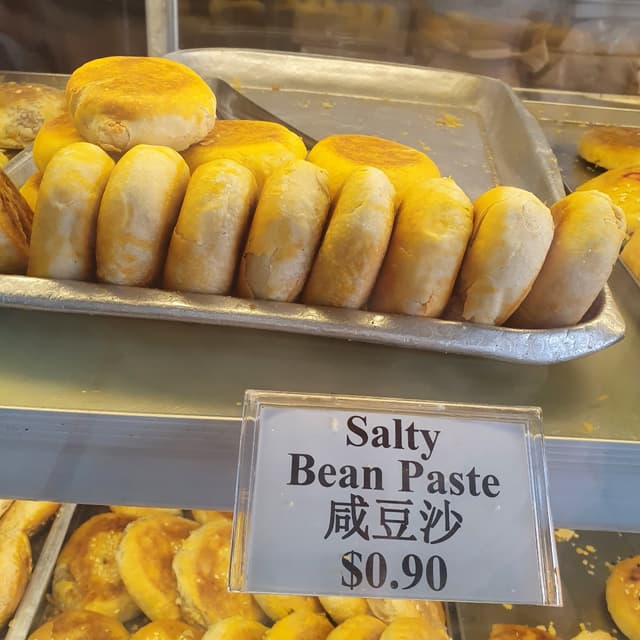 Salty
Bean Paste
咸豆沙
$0.90